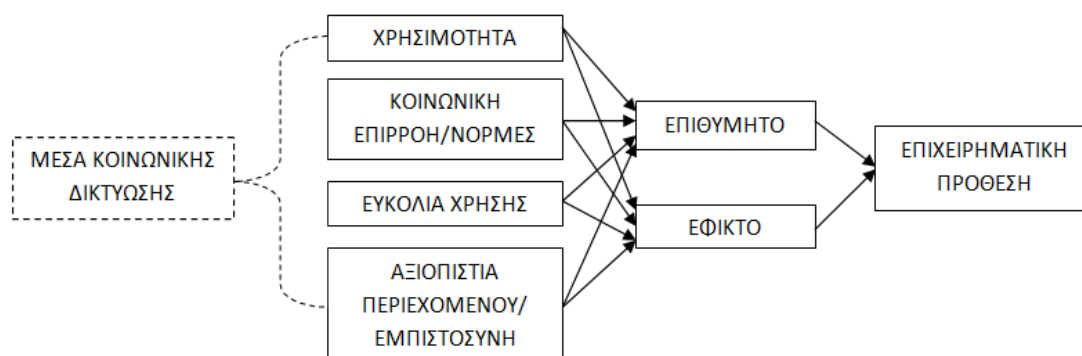 ΜΕΣΑ ΚΟΙΝΩΝΙΚΗΣ
ΔΙΚΤΥΩΣΗΣ
ΧΡΗΣΙΜΟΤΗΤΑ
ΚΟΙΝΩΝΙΚΗ
ΕΠΙΡΡΟΗ/ΝΟΡΜΕΣ
ΕΥΚΟΛΙΑ ΧΡΗΣΗΣ
ΑΞΙΟΠΙΣΤΙΑ
ΠΕΡΙΕΧΟΜΕΝΟΥ/
ΕΜΠΙΣΤΟΣΥΝΗ
ΕΠΙΘΥΜΗΤΟ
ΕΦΙΚΤΟ
ΕΠΙΧΕΙΡΗΜΑΤΙΚΗ
ΠΡΟΘΕΣΗ